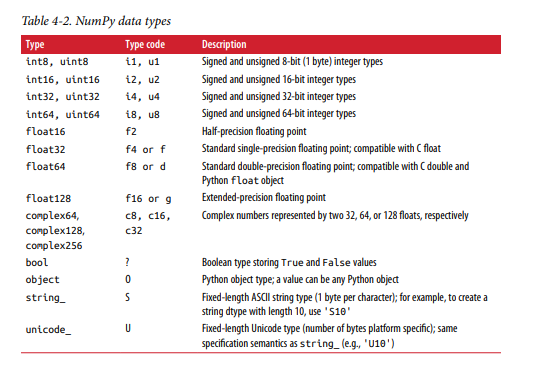 Table 4-2. NumPy data types
Type Type code Description
int8, uint8 i1, u1 Signed and unsigned 8-bit (1 byte) integer types
int16, uint16 i2, u2 Signed and unsigned 16-bit integer types
int32, uint32 i4, u4 Signed and unsigned 32-bit integer types
int64, uint64 i8, u8 Signed and unsigned 64-bit integer types
float16 f2 Half-precision floating point
float32 f4 or f Standard single-precision floating point; compatible with C float
float64 f8 or d Standard double-precision floating point; compatible with C double and
Python float object
float128 f16 or g Extended-precision floating point
complex64, c8, c16, Complex numbers represented by two 32, 64, or 128 floats, respectively
complex128, c32
complex256
bool ? Boolean type storing True and False values
object O Python object type; a value can be any Python object
string_ S Fixed-length ASCII string type (1 byte per character); for example, to create a
string dtype with length 10, use 'S10'
unicode_ U Fixed-length Unicode type (number of bytes platform specific); same
specification semantics as string_ (e.g., 'U10')